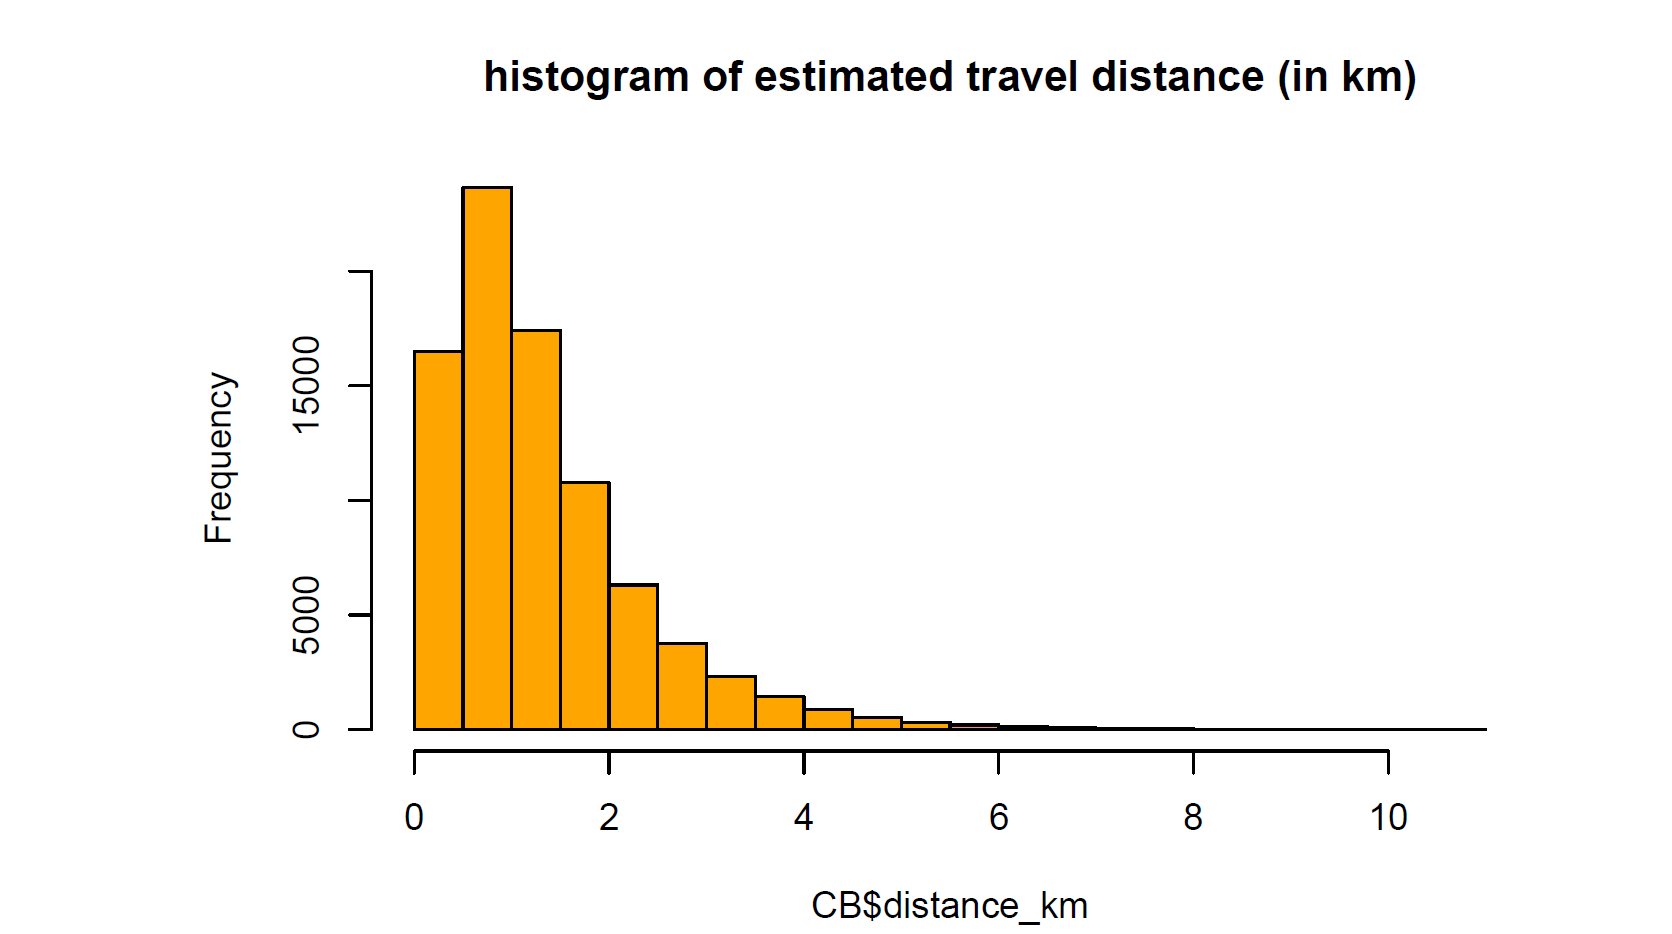 histogram of estimated travel distance (in km)
Frequency
15000
5000
0
0 2 4 6 8 10
CB$distance_km